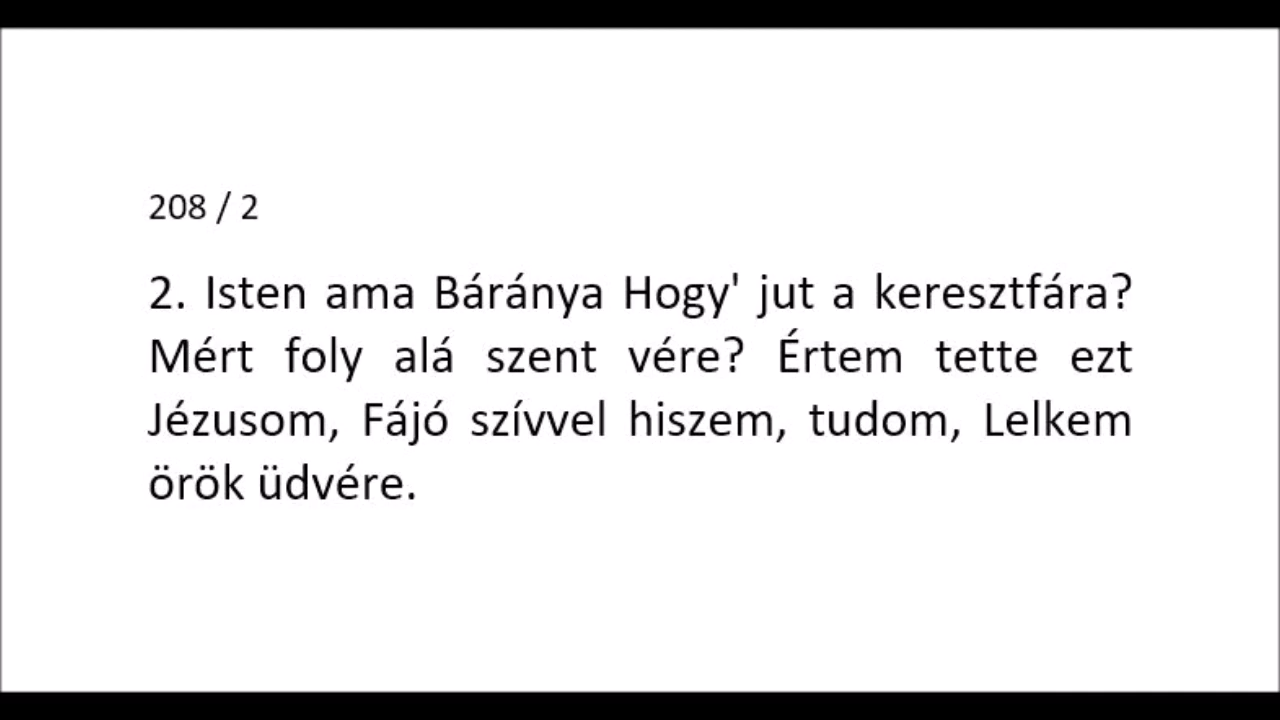 208 / 2
2. Isten ama Báránya Hogy' jut a keresztfára?
Mért foly alá szent vére? Értem tette ezt
Jézusom, Fájó szívvel hiszem, tudom, Lelkem
örök üdvére.